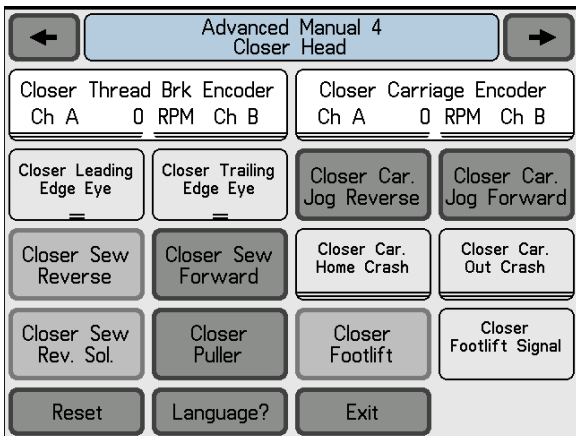 Advanced Manual 4
Closer Head
Closer Thread Brk Encoder
Ch A 0 RPM Ch B
Closer Carriage Encoder
Ch A 0 RPM Ch B
Closer Leading
Edge Eye
Closer Trailing
Edge Eye
Closer Car.
Jog Reverse
Closer Car.
Jog Forward
Closer Sew
Reverse
Closer Sew
Forward
Closer Car.
Home Crash
Closer Car.
Out Crash
Closer Sew
Rev. Sol.
Closer
Puller
Closer
Footlift
Closer
Footlift Signal
Reset
Language?
Exit